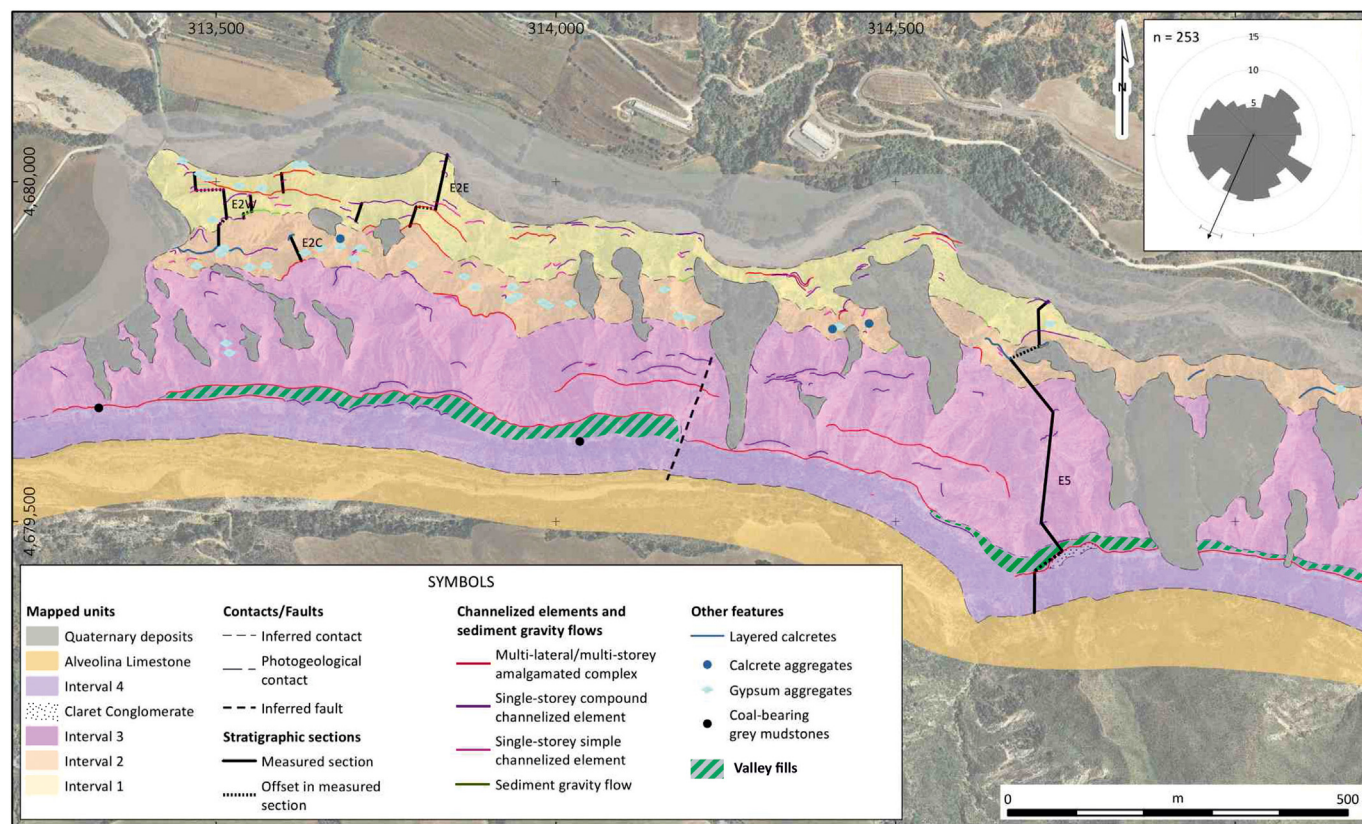 313,500
314,000
314,500
n = 253
15
10
5
N
4,680,000
4,679,500
E2W
E2E
E2C
E5
SYMBOLS
Mapped units
Quaternary deposits
Alveolina Limestone
Interval 4
Claret Conglomerate
Interval 3
Interval 2
Interval 1
Contacts/Faults
Inferred contact
Photogeological
contact
Inferred fault
Stratigraphic sections
Measured section
Offset in measured
section
Channelized elements and
sediment gravity flows
Multi-lateral/multi-storey
amalgamated complex
Single-storey compound
channelized element
Single-storey simple
channelized element
Sediment gravity flow
Other features
Layered calcretes
Calcrete aggregates
Gypsum aggregates
Coal-bearing
grey mudstones
Valley fills
0 m 500